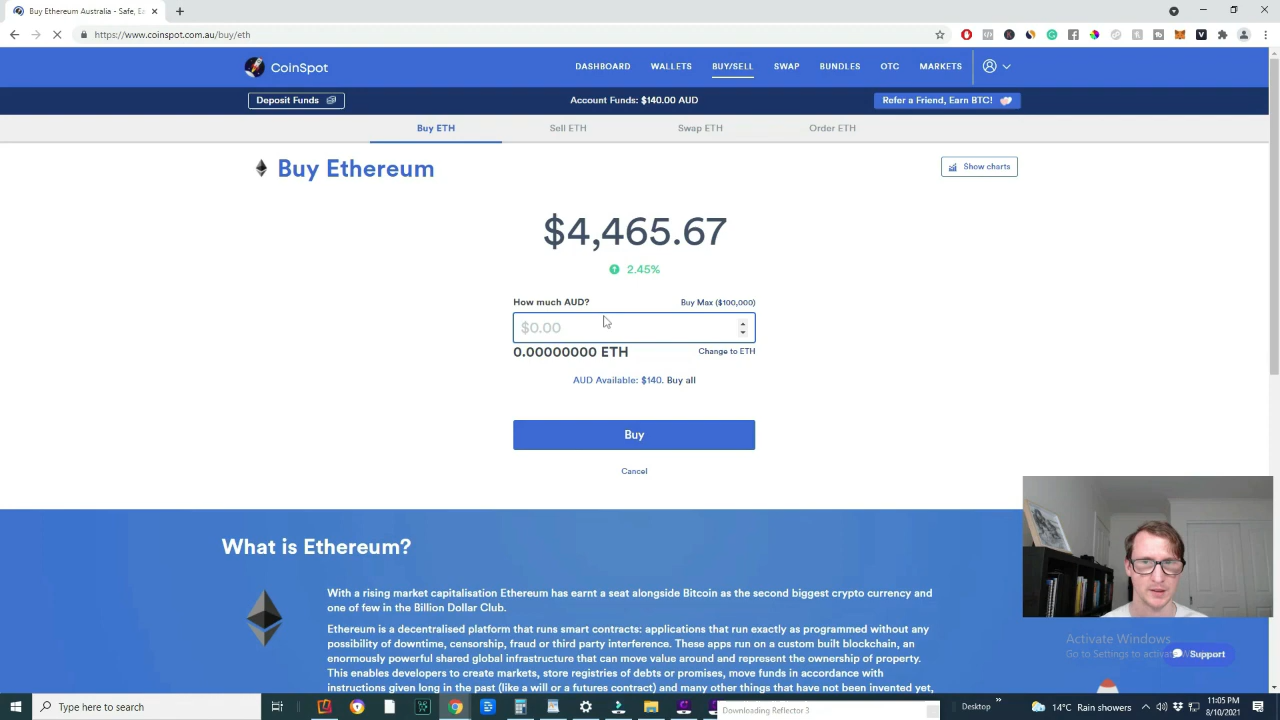 Buying Ethereum - Safe, Ea
https://www.coinspot.com.au/buy/eth
CoinSpot
DASHBOARD
WALLETS
BUY/SELL
SWAP
BUNDLES
OTC
MARKETS
Deposit Funds
Account Funds: $140.00 AUD
Refer a Friend, Earn BTC!
Buy ETH
Sell ETH
Swap ETH
Order ETH
Buy Ethereum
Show charts
$4,465.67
2.45%
How much AUD?
Buy Max ($100,000)
$0.00
0.00000000 ETH
Change to ETH
AUD Available: $140. Buy all
Buy
Cancel
What is Ethereum?
With a rising market capitalisation Ethereum has earned a seat alongside Bitcoin as the second biggest crypto currency and
one of few in the Billion Dollar Club.
Ethereum is a decentralised platform that runs smart contracts: applications that run exactly as programmed without any
possibility of downtime, censorship, fraud or third party interference. These apps run on a custom built blockchain, an
enormously powerful shared global infrastructure that can move value around and represent the ownership of property.
This enables developers to create markets, store registries of debts or promises, move funds in accordance with
instructions given long in the past (like a will or a futures contract) and many other things that have not been invented yet,
Activate Windows
Go to Settings to activate
Support
Type here to search
Downloading Reflector 3
Desktop
14°C Rain showers
11:05 PM
8/10/2021